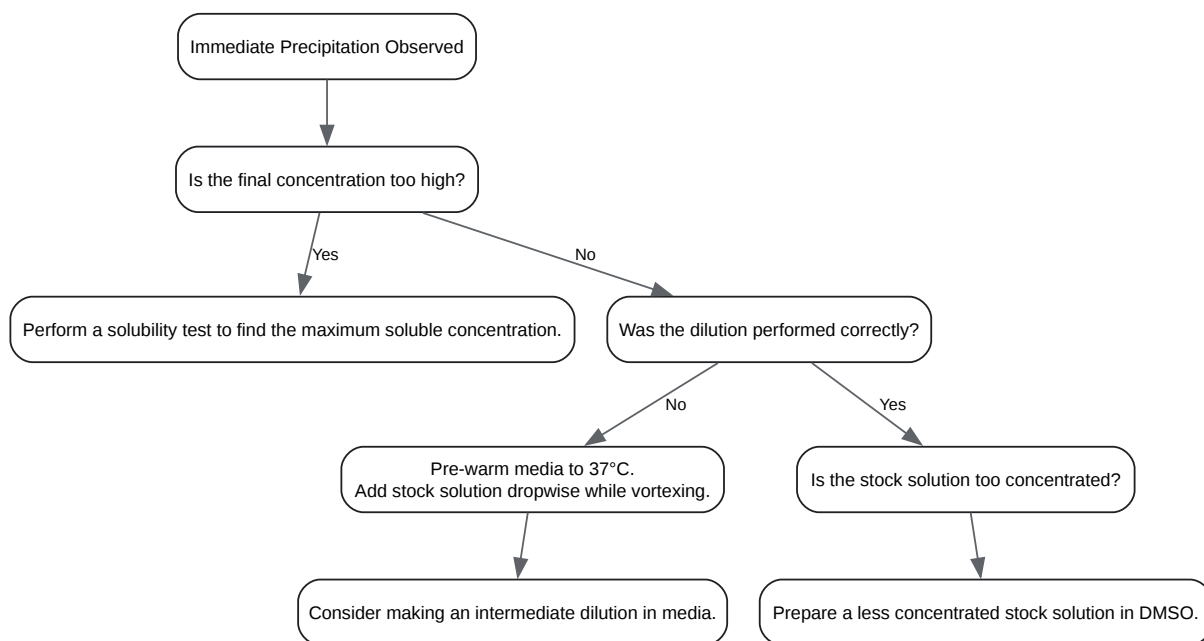 Immediate Precipitation Observed
Is the final concentration too high?
Yes
No
Perform a solubility test to find the maximum soluble concentration.
Was the dilution performed correctly?
No
Yes
Pre-warm media to 37°C.
Add stock solution dropwise while vortexing.
Is the stock solution too concentrated?
Consider making an intermediate dilution in media.
Prepare a less concentrated stock solution in DMSO.